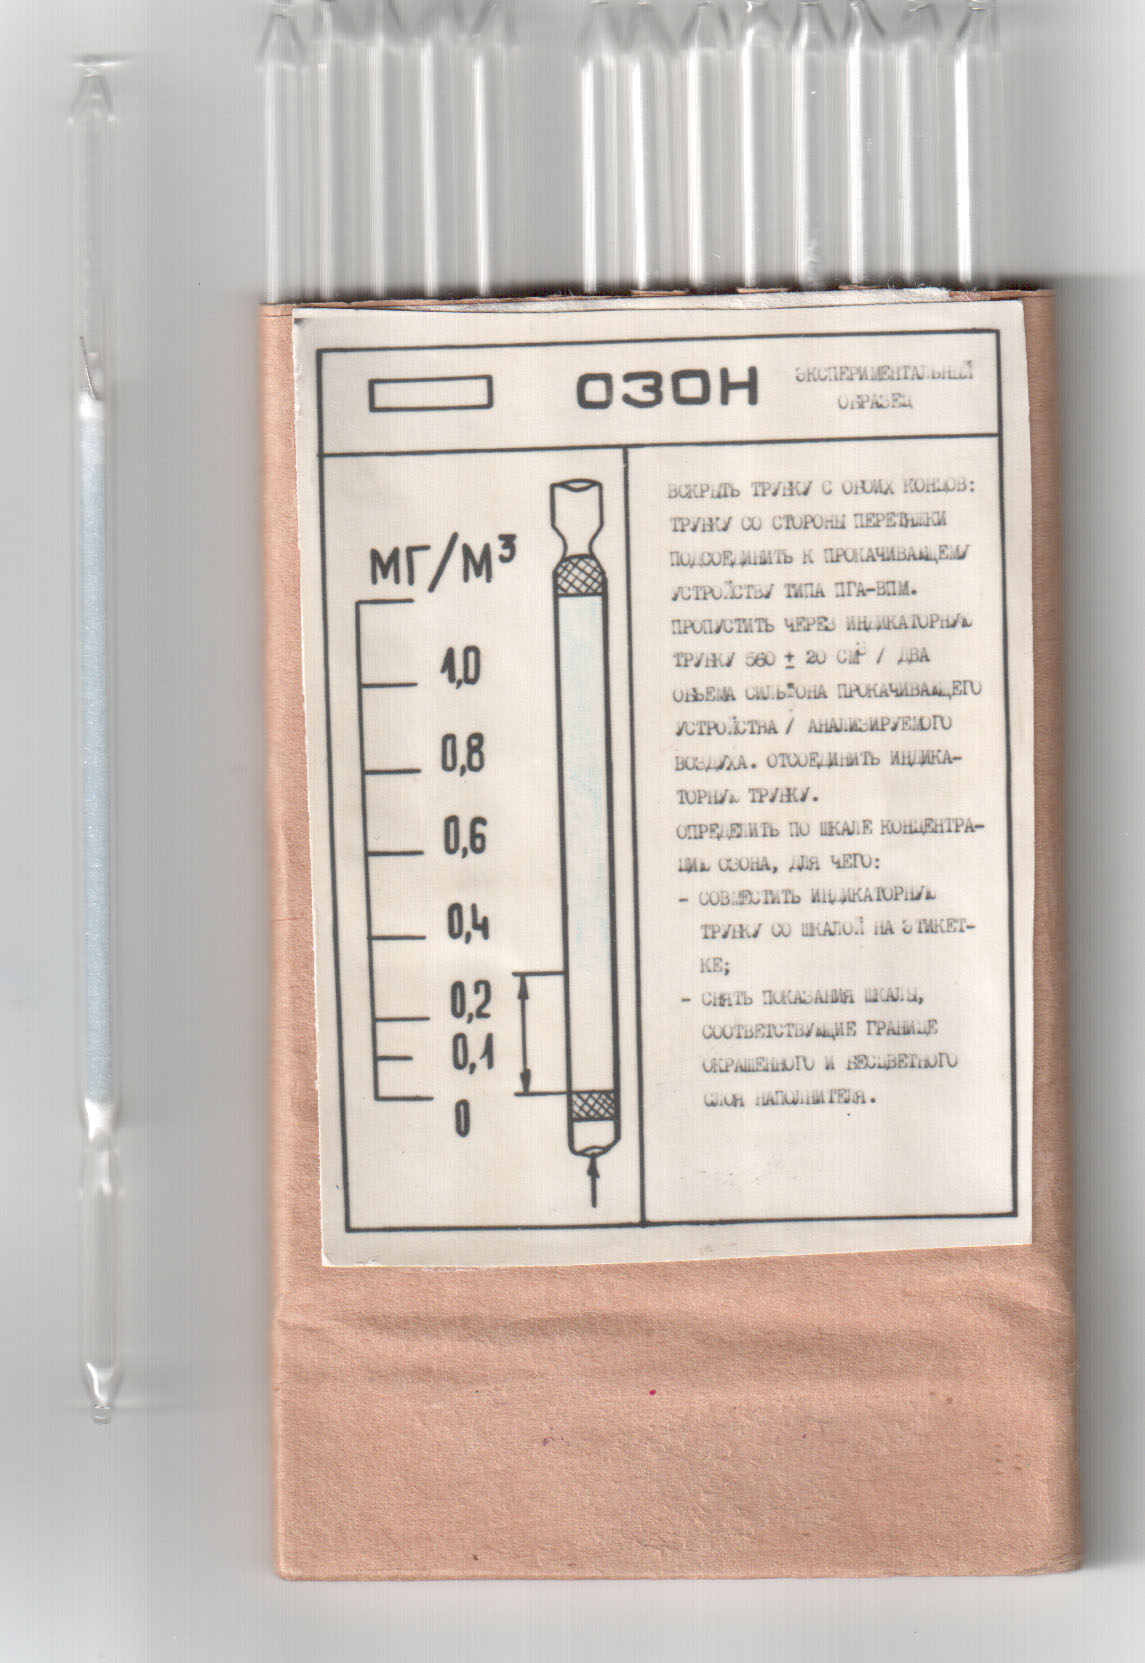 ОЗОН
ЭКСПЕРИМЕНТАЛЬНЫЙ
ОБРАЗЕЦ
МГ/М³
1,0
0,8
0,6
0,4
0,2
0,1
0
ВСКРЫТЬ ТРУБКУ С ОБОИХ КОНЦОВ:
ТРУБКУ СО СТОРОНЫ ПЕРЕТЯЖКИ
ПОДСОЕДИНИТЬ К ПРОКАЧИВАЮЩЕМУ
УСТРОЙСТВУ ТИПА ПГА-ВПМ.
ПРОПУСТИТЬ ЧЕРЕЗ ИНДИКАТОРНУЮ
ТРУБКУ 560 ± 20 СМ³ / ДВА
ОБЪЕМА СИЛЬФОНА ПРОКАЧИВАЮЩЕГО
УСТРОЙСТВА / АНАЛИЗИРУЕМОГО
ВОЗДУХА. ОТСОЕДИНИТЬ ИНДИКА-
ТОРНУЮ ТРУБКУ.
ОПРЕДЕЛИТЬ ПО ШКАЛЕ КОНЦЕНТРА-
ЦИЮ ОЗОНА, ДЛЯ ЧЕГО:
- СОВМЕСТИТЬ ИНДИКАТОРНУЮ
ТРУБКУ СО ШКАЛОЙ НА ЭТИКЕТ-
КЕ;
- СНЯТЬ ПОКАЗАНИЯ ШКАЛЫ,
СООТВЕТСТВУЮЩИЕ ГРАНИЦЕ
ОКРАШЕННОГО И БЕСЦВЕТНОГО
СЛОЯ НАПОЛНИТЕЛЯ.